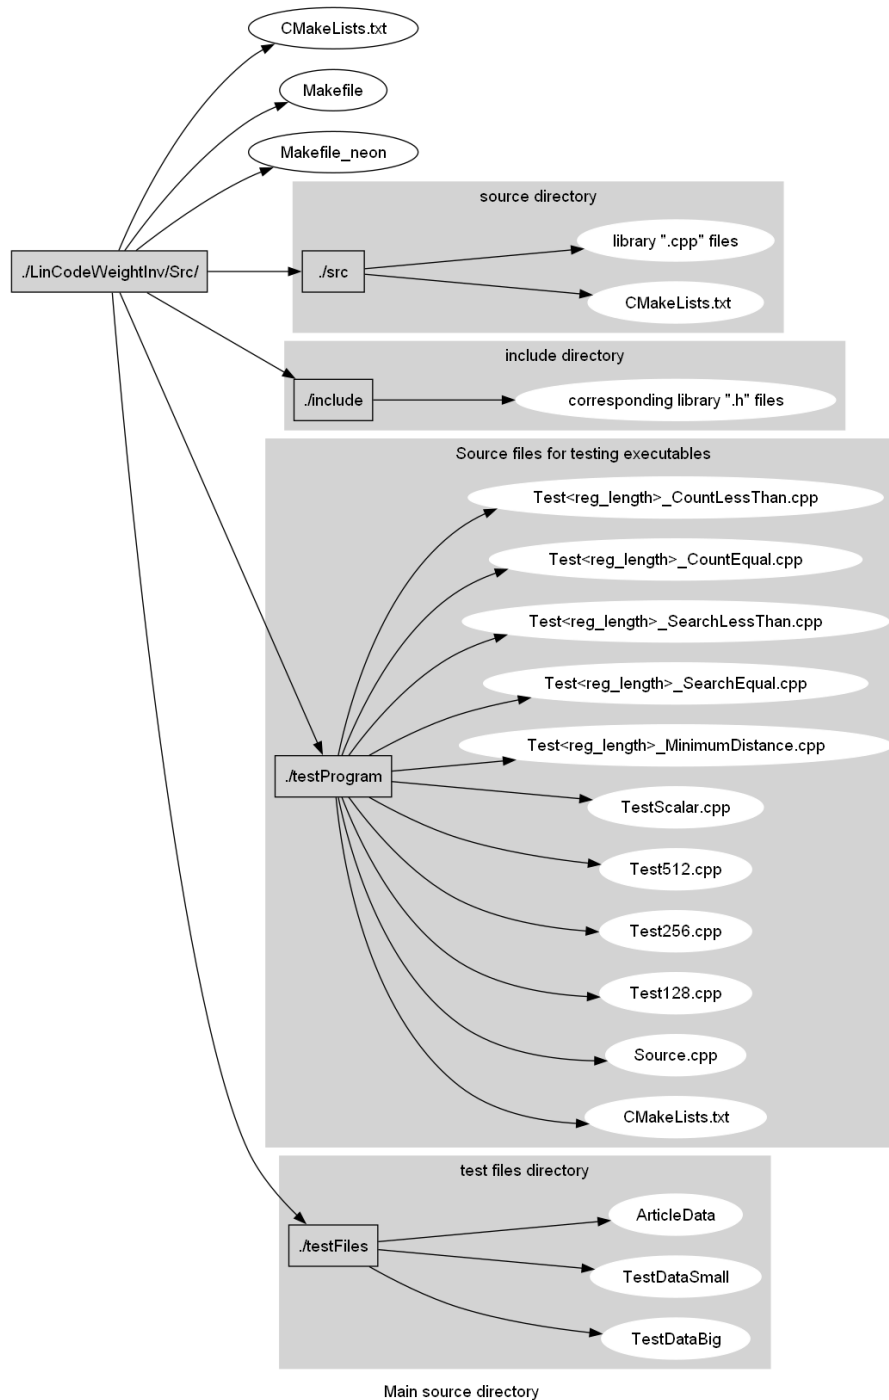 CMakeLists.txt
Makefile
Makefile_neon
./LinCodeWeightInv/Src/
source directory
./src
library ".cpp" files
CMakeLists.txt
include directory
./include
corresponding library ".h" files
Source files for testing executables
./testProgram
Test<reg_length>_CountLessThan.cpp
Test<reg_length>_CountEqual.cpp
Test<reg_length>_SearchLessThan.cpp
Test<reg_length>_SearchEqual.cpp
Test<reg_length>_MinimumDistance.cpp
TestScalar.cpp
Test512.cpp
Test256.cpp
Test128.cpp
Source.cpp
CMakeLists.txt
test files directory
./testFiles
ArticleData
TestDataSmall
TestDataBig
Main source directory